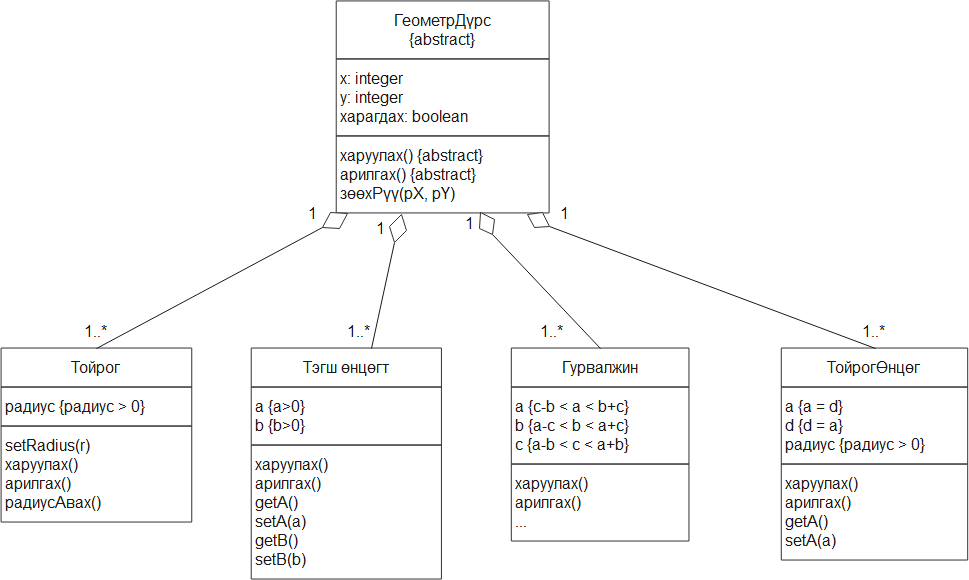 ГеометрДүрс
{abstract}
x: integer
y: integer
харагдах: boolean
харуулах() {abstract}
арилгах() {abstract}
зөөхРүү(pX, pY)
1
1
1
1
1..*
1..*
1..*
1..*
Тойрог
радиус {радиус > 0}
setRadius(r)
харуулах()
арилгах()
радиусАвах()
Тэгш өнцөгт
a {a>0}
b {b>0}
харуулах()
арилгах()
getA()
setA(a)
getB()
setB(b)
Гурвалжин
a {c-b < a < b+c}
b {a-c < b < a+c}
c {a-b < c < a+b}
харуулах()
арилгах()
...
ТойрогӨнцөг
a {a = d}
d {d = a}
радиус {радиус > 0}
харуулах()
арилгах()
getA()
setA(a)